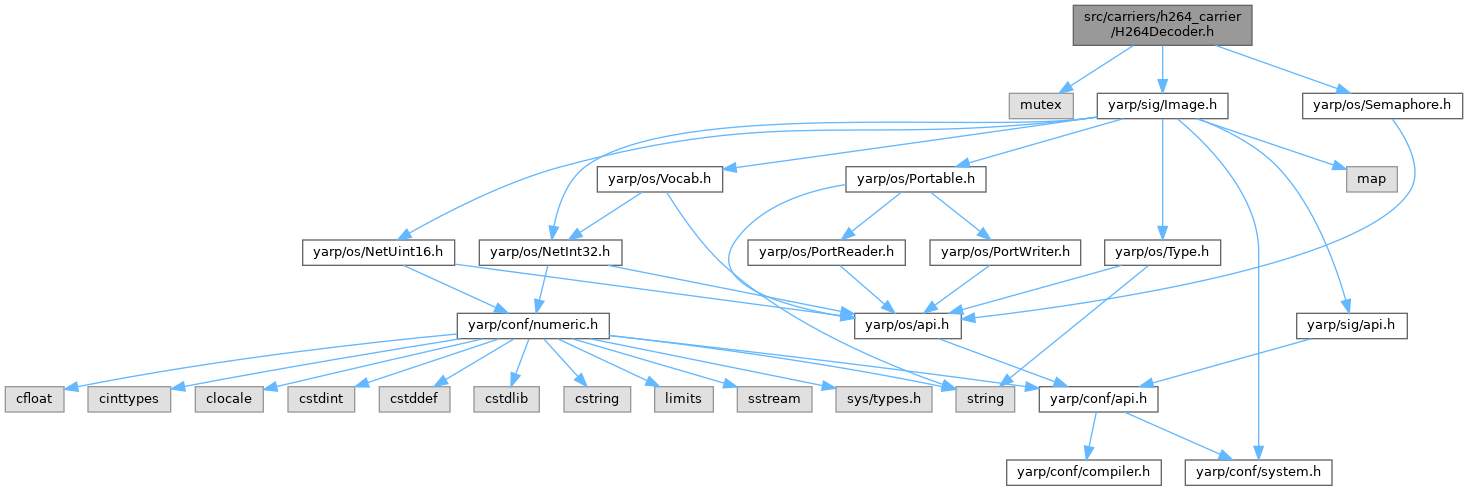 src/carriers/h264_carrier
/H264Decoder.h
mutex
yarp/sig/Image.h
yarp/os/Semaphore.h
yarp/os/Vocab.h
yarp/os/Portable.h
map
yarp/os/NetUint16.h
yarp/os/NetInt32.h
yarp/os/PortReader.h
yarp/os/PortWriter.h
yarp/os/Type.h
yarp/conf/numeric.h
yarp/os/api.h
yarp/sig/api.h
cfloat
cinttypes
clocale
cstdint
cstddef
cstdlib
cstring
limits
sstream
sys/types.h
string
yarp/conf/api.h
yarp/conf/compiler.h
yarp/conf/system.h